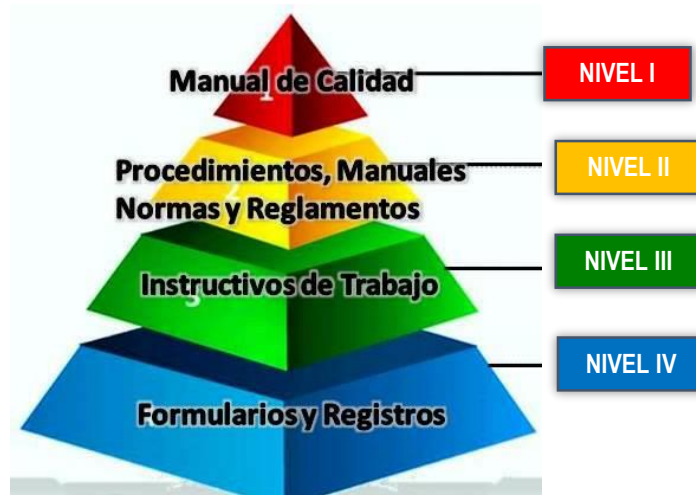 Manual de Calidad
NIVEL I
Procedimientos, Manuales
Normas y Reglamentos
NIVEL II
Instructivos de Trabajo
NIVEL III
Formularios y Registros
NIVEL IV